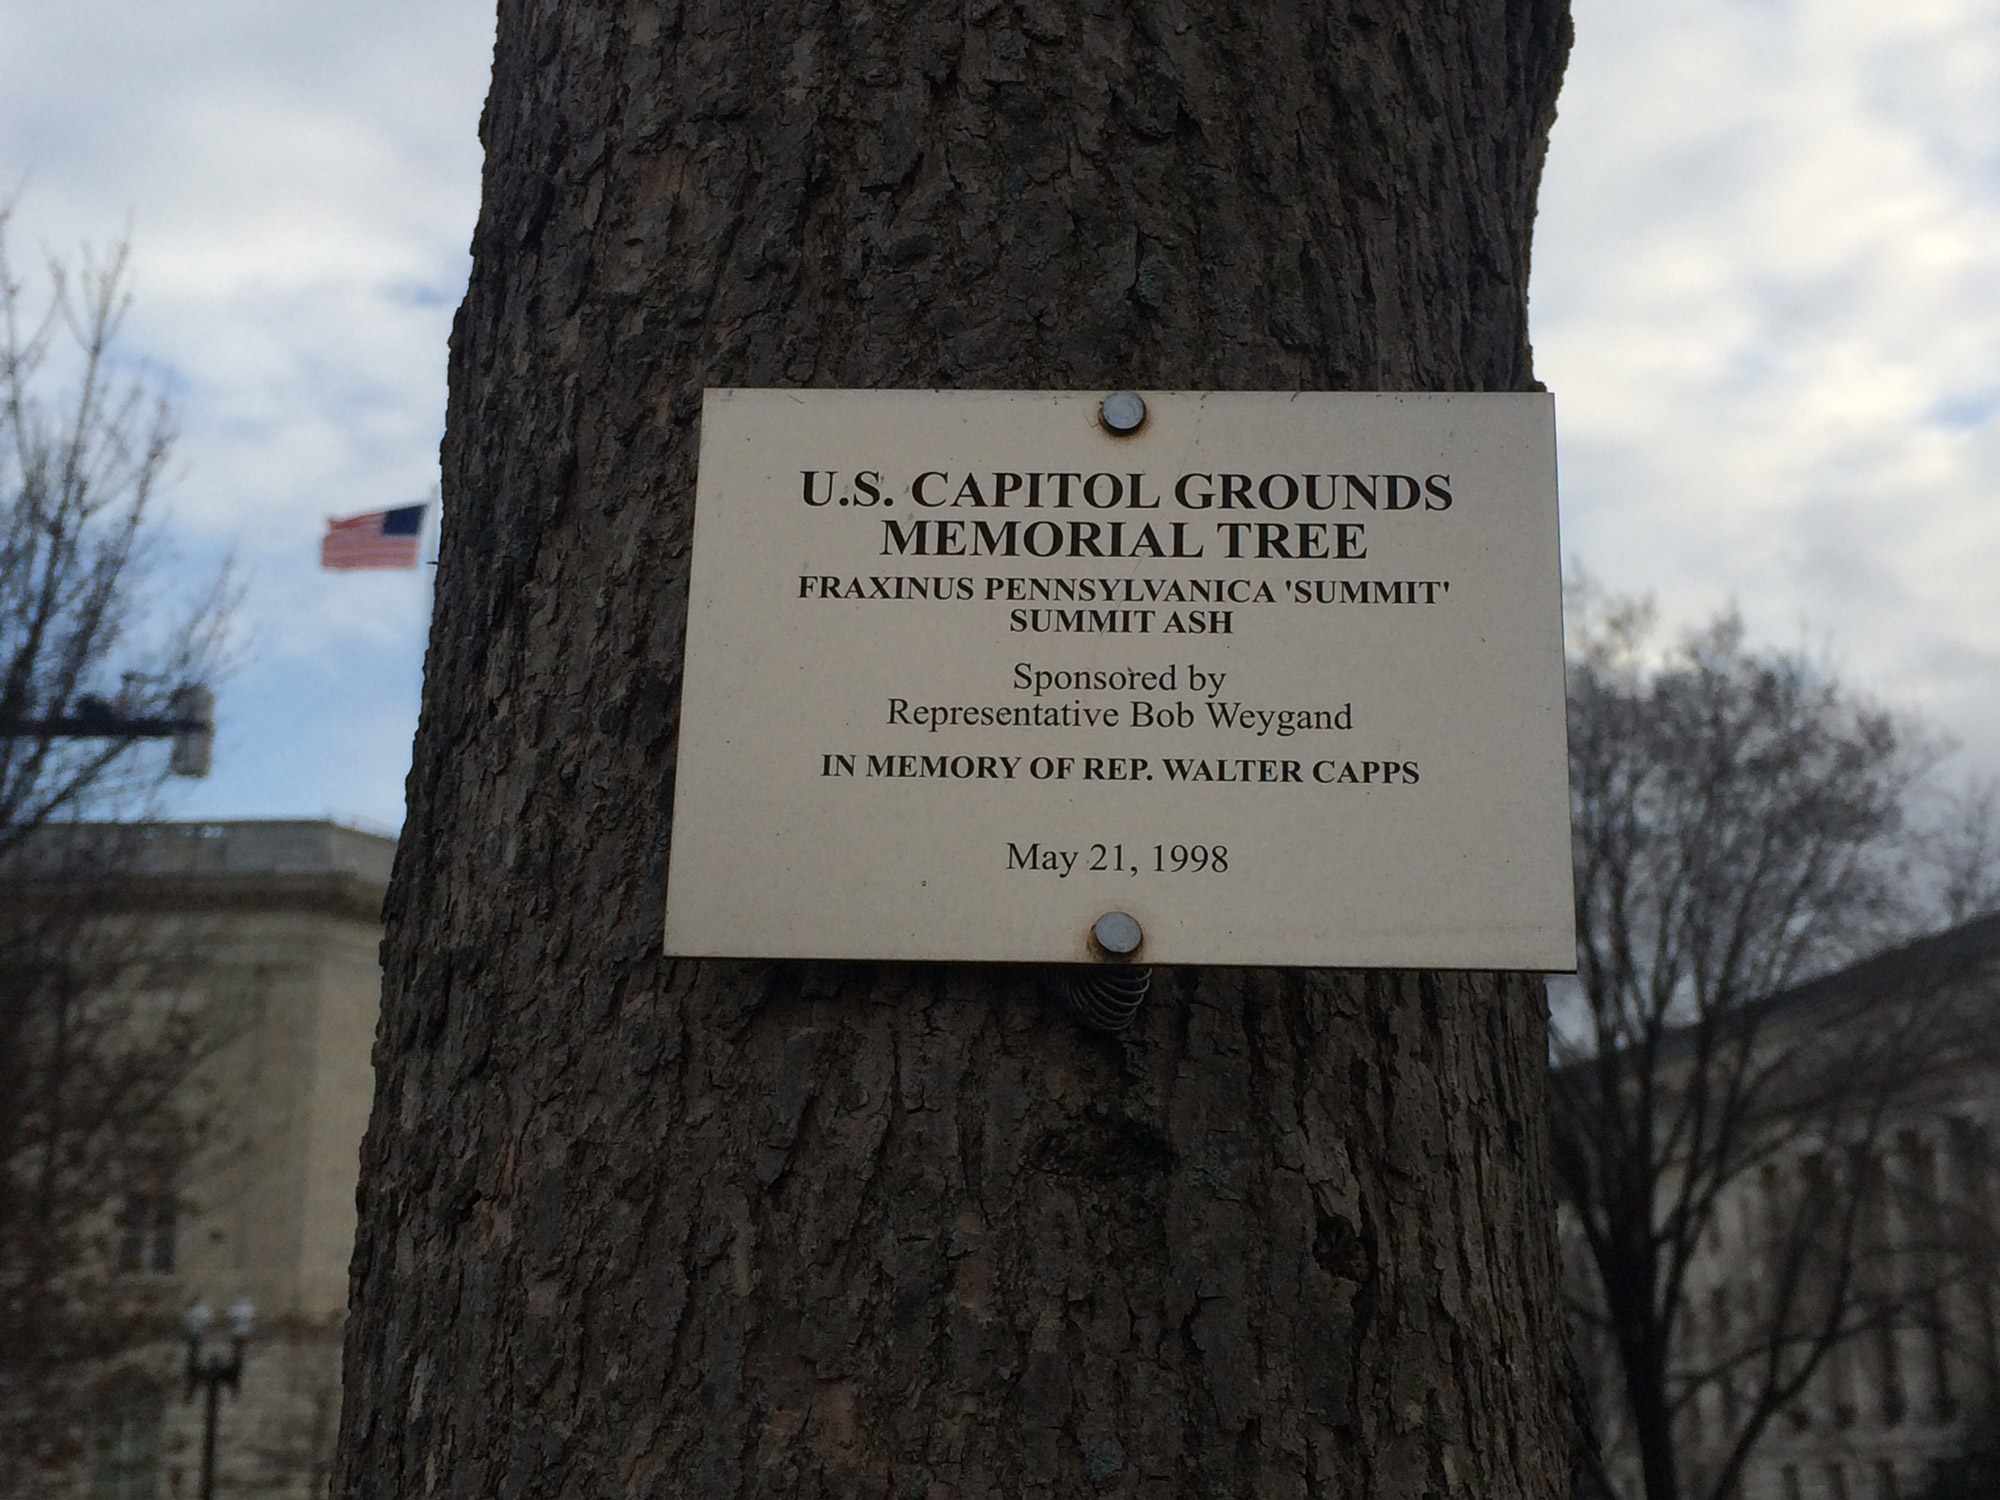 U.S. CAPITOL GROUNDS
MEMORIAL TREE
FRAXINUS PENNSYLVANICA 'SUMMIT'
SUMMIT ASH
Sponsored by
Representative Bob Weygand
IN MEMORY OF REP. WALTER CAPPS
May 21, 1998